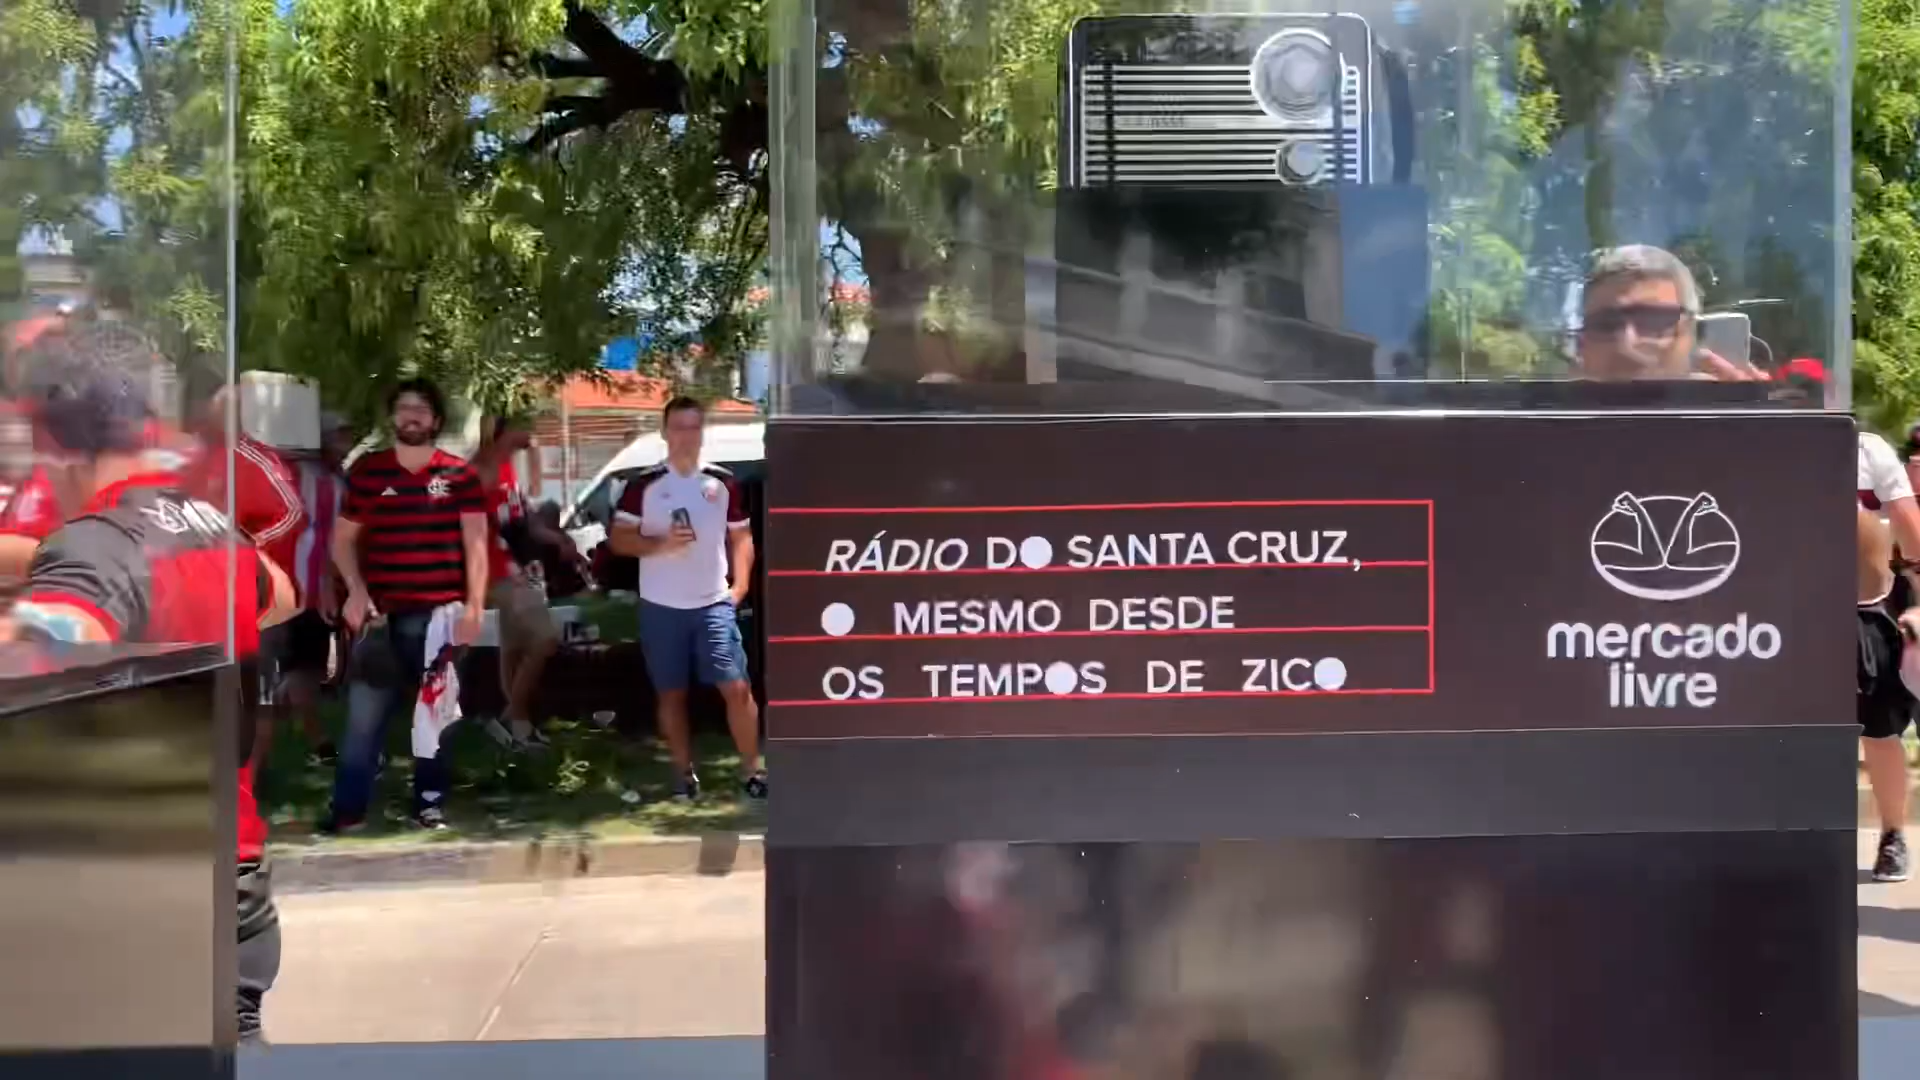 RÁDIO DO SANTA CRUZ,
O MESMO DESDE
OS TEMPOS DE ZICO
mercado
livre